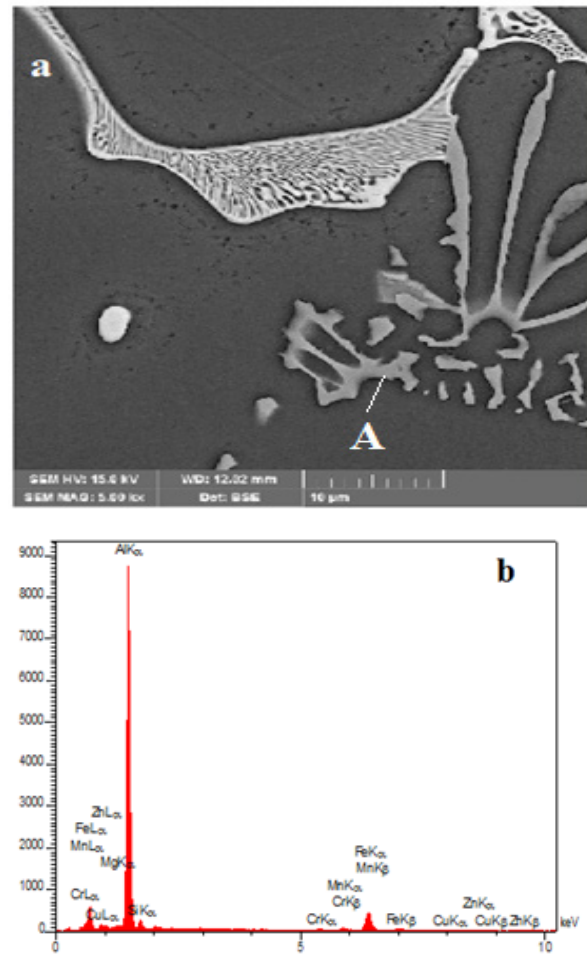 a
A
SEM HV: 15.0 kV WD: 12.02 mm
SEM MAG: 5.00 kx Det: BSE 10 µm
b
AlKα
9000
8000
7000
6000
5000
4000
3000
ZnLα
FeLα
2000
MnLα
FeKα
MgKα
MnKβ
1000
MnKα
ZnKα
CrLα
SiKα
CrKβ
CuLα
CrKα
FeKβ
CuKα
CuKβ
ZnKβ
0
0 5 10 keV